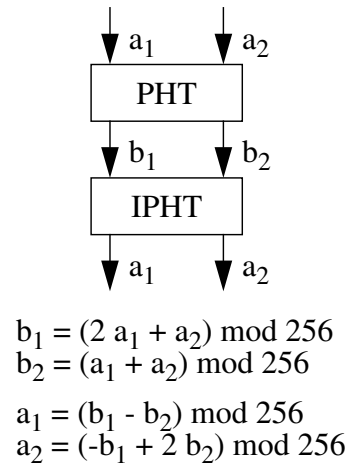 a₁ a₂
PHT
b₁ b₂
IPHT
a₁ a₂
b₁ = (2 a₁ + a₂) mod 256
b₂ = (a₁ + a₂) mod 256
a₁ = (b₁ - b₂) mod 256
a₂ = (-b₁ + 2 b₂) mod 256